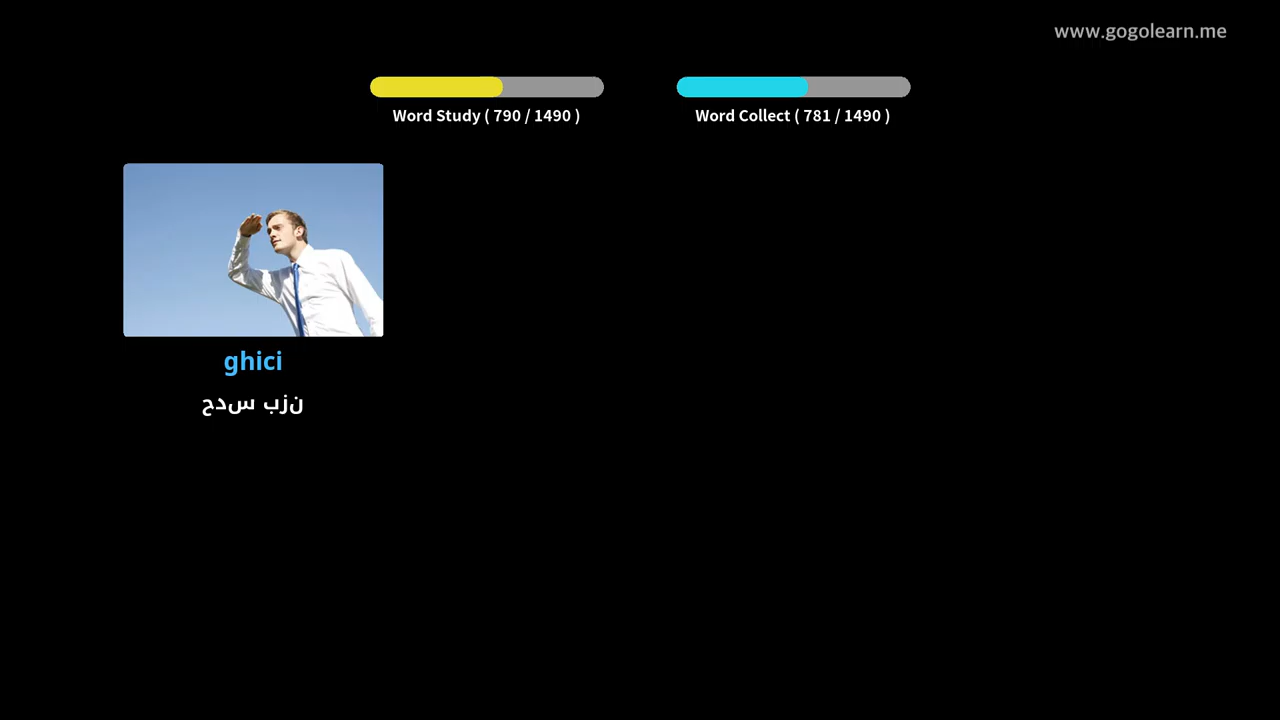 www.gogolearn.me
Word Study ( 790 / 1490 )
Word Collect ( 781 / 1490 )
ghici
حدس بزن